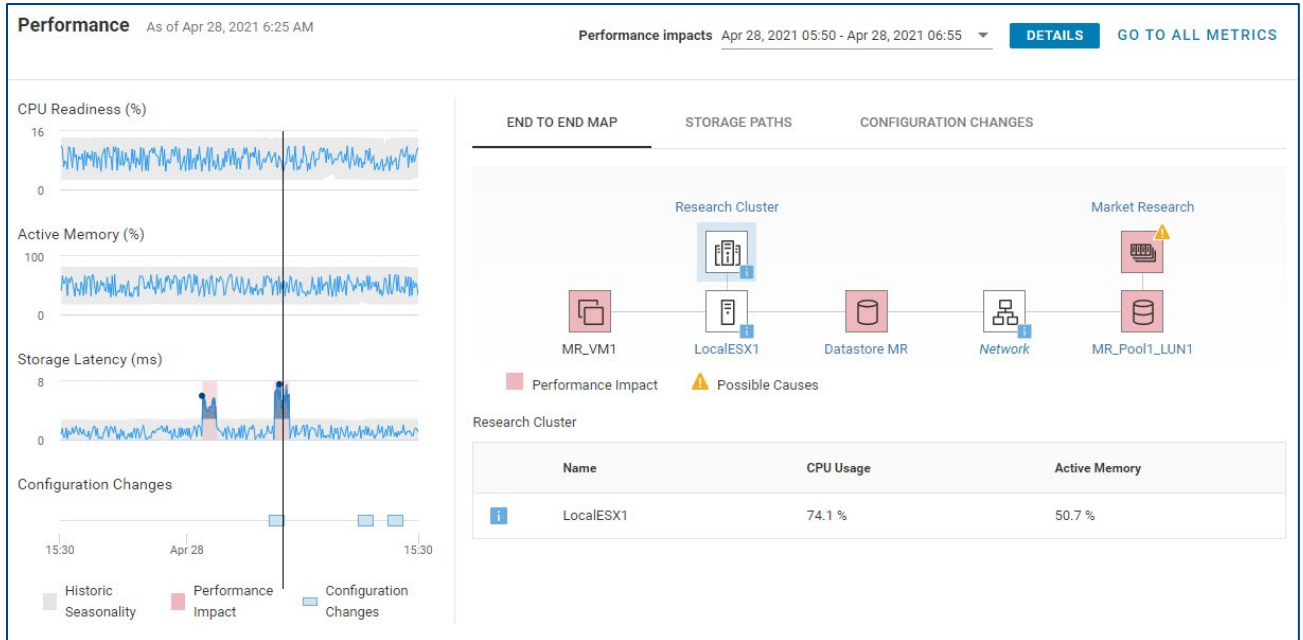 Performance As of Apr 28, 2021 6:25 AM
Performance impacts Apr 28, 2021 05:50 - Apr 28, 2021 06:55 DETAILS GO TO ALL METRICS
CPU Readiness (%)
16
0
Active Memory (%)
100
0
Storage Latency (ms)
8
0
Configuration Changes
15:30 Apr 28 15:30
Historic Seasonality
Performance Impact
Configuration Changes
END TO END MAP STORAGE PATHS CONFIGURATION CHANGES
Research Cluster Market Research
MR_VM1 LocalESX1 Datastore MR Network MR_Pool1_LUN1
Performance Impact Possible Causes
Research Cluster
Name CPU Usage Active Memory
LocalESX1 74.1 % 50.7 %